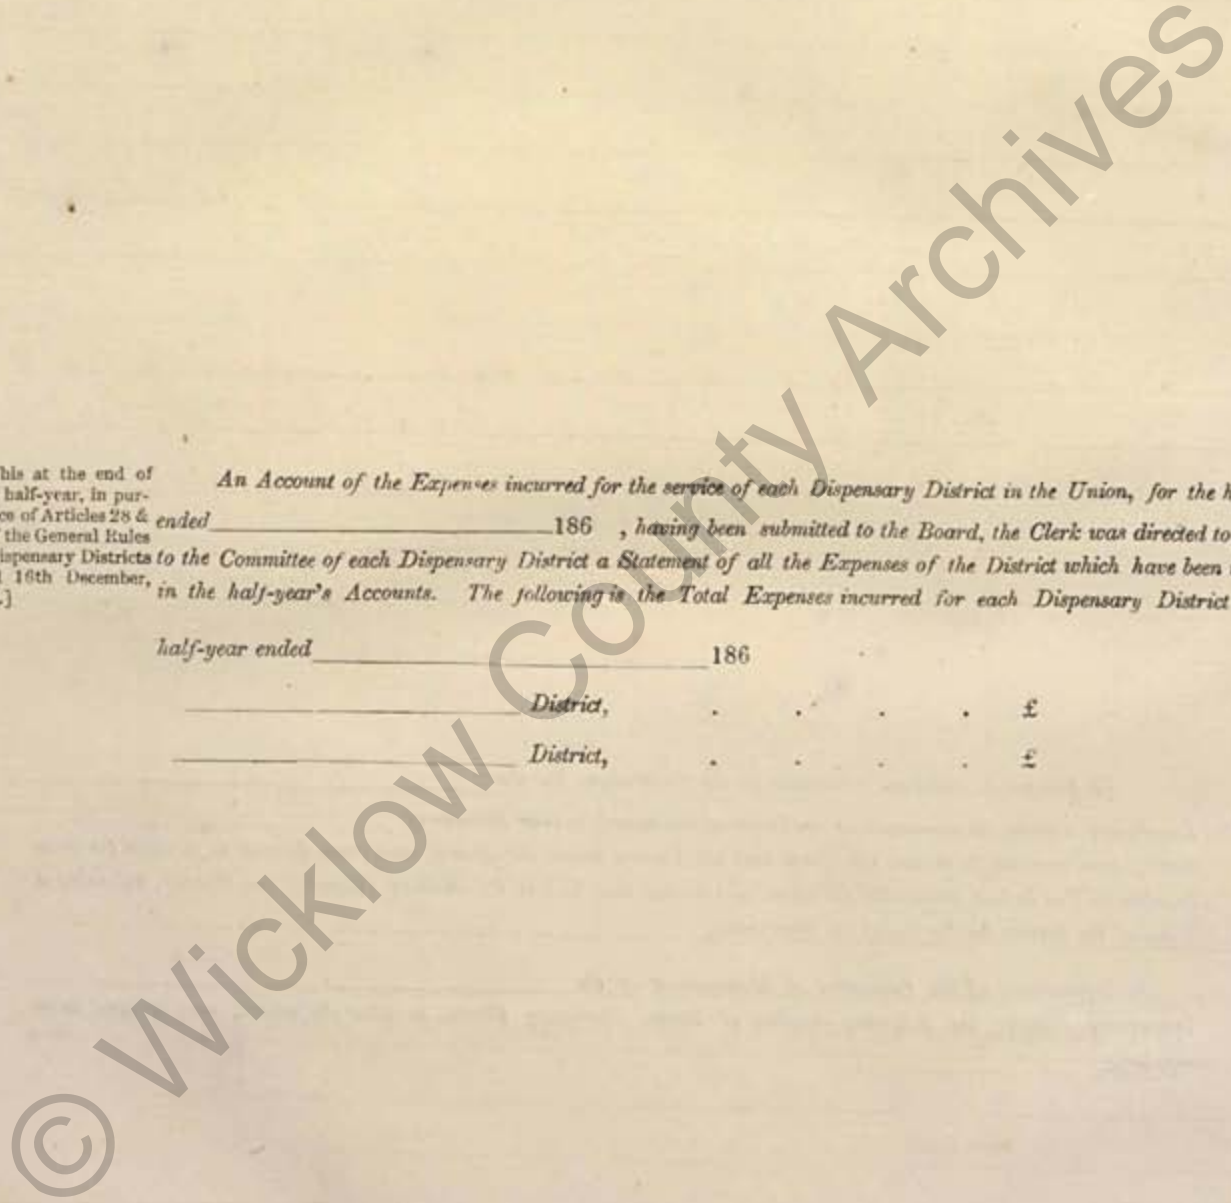 his at the end of
half-year, in pur-
ce of Articles 28 &
the General Rules
ispensary Districts
16th December,
.]
An Account of the Expenses incurred for the service of each Dispensary District in the Union, for the h
ended 186 , having been submitted to the Board, the Clerk was directed to
to the Committee of each Dispensary District a Statement of all the Expenses of the District which have been
in the half-year's Accounts. The following is the Total Expenses incurred for each Dispensary District
half-year ended 186
District, . . . . £
District, . . . . £
© Wicklow County Archives